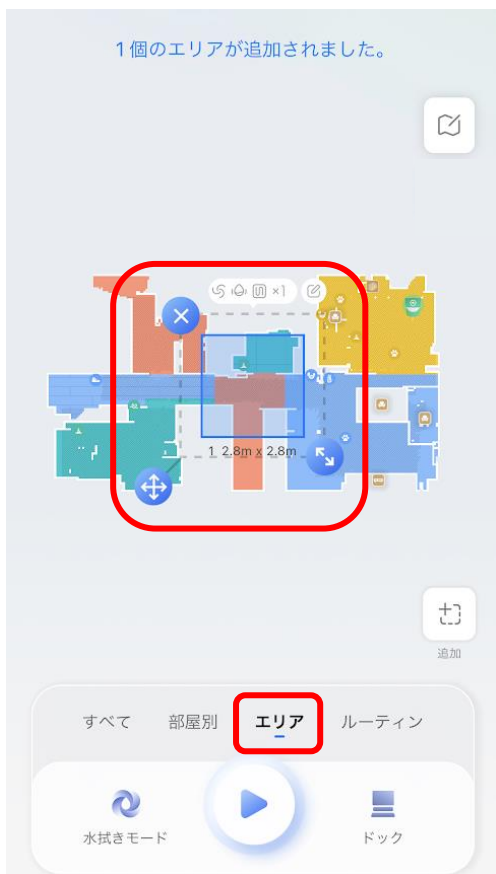 1個のエリアが追加されました。
×1
1 2.8m x 2.8m
追加
すべて 部屋別 エリア ルーティン
水拭きモード ドック